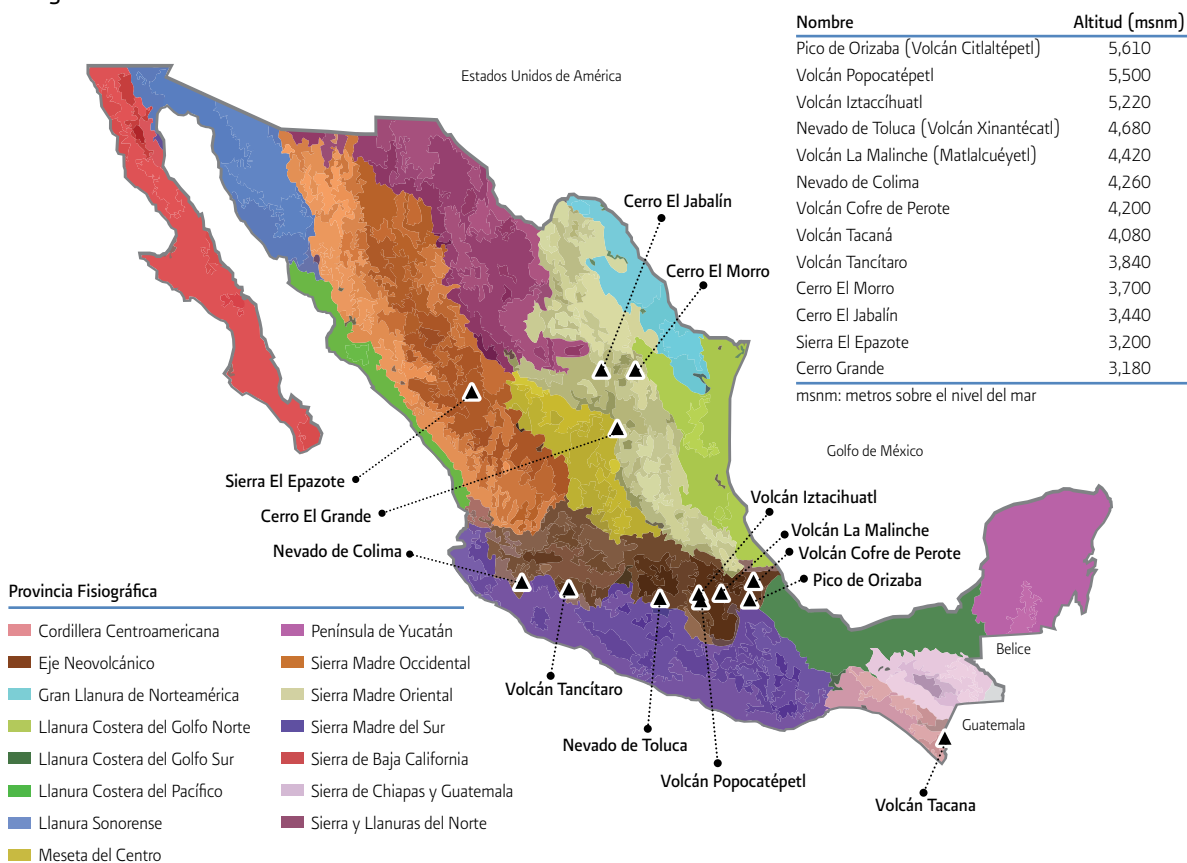 Nombre Altitud (msnm)
Pico de Orizaba (Volcán Citlaltépetl) 5,610
Volcán Popocatépetl 5,500
Volcán Iztaccíhuatl 5,220
Nevado de Toluca (Volcán Xinantécatl) 4,680
Volcán La Malinche (Matlalcuéyetl) 4,420
Nevado de Colima 4,260
Volcán Cofre de Perote 4,200
Volcán Tacaná 4,080
Volcán Tancítaro 3,840
Cerro El Morro 3,700
Cerro El Jabalín 3,440
Sierra El Epazote 3,200
Cerro Grande 3,180
msnm: metros sobre el nivel del mar
Estados Unidos de América
Cerro El Jabalín
Cerro El Morro
Golfo de México
Sierra El Epazote
Cerro El Grande
Nevado de Colima
Volcán Iztacihuatl
Volcán La Malinche
Volcán Cofre de Perote
Pico de Orizaba
Belice
Guatemala
Volcán Tancítaro
Nevado de Toluca
Volcán Popocatépetl
Volcán Tacana
Provincia Fisiográfica
Cordillera Centroamericana
Eje Neovolcánico
Gran Llanura de Norteamérica
Llanura Costera del Golfo Norte
Llanura Costera del Golfo Sur
Llanura Costera del Pacífico
Llanura Sonorense
Meseta del Centro
Península de Yucatán
Sierra Madre Occidental
Sierra Madre Oriental
Sierra Madre del Sur
Sierra de Baja California
Sierra de Chiapas y Guatemala
Sierra y Llanuras del Norte